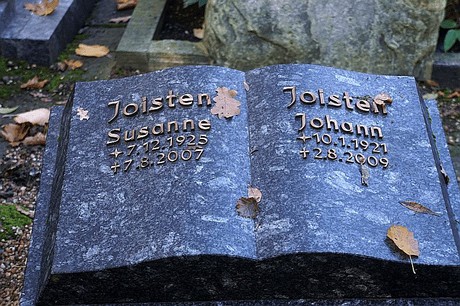 Joisten
Susanne
+ 7.12.1925
+ 7.8.2007
Joisten
Johann
+ 10.1.1921
+ 2.8.2009